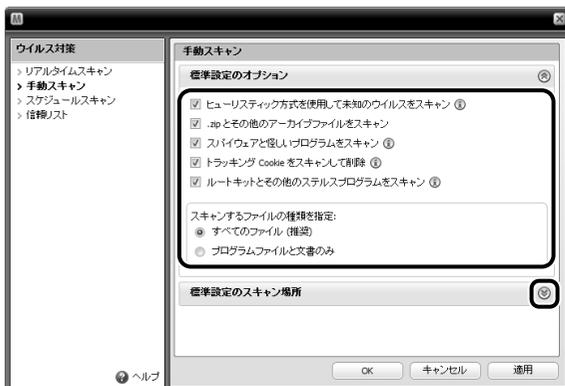 M
ウイルス対策
> リアルタイムスキャン
> 手動スキャン
> スケジュールスキャン
> 信頼リスト
ヘルプ
手動スキャン
標準設定のオプション
ヒューリスティック方式を使用して未知のウイルスをスキャン
.zip とその他のアーカイブファイルをスキャン
スパイウェアと怪しいプログラムをスキャン
トラッキング Cookie をスキャンして削除
ルートキットとその他のステルスプログラムをスキャン
スキャンするファイルの種類を指定:
すべてのファイル (推奨)
プログラムファイルと文書のみ
標準設定のスキャン場所
OK
キャンセル
適用